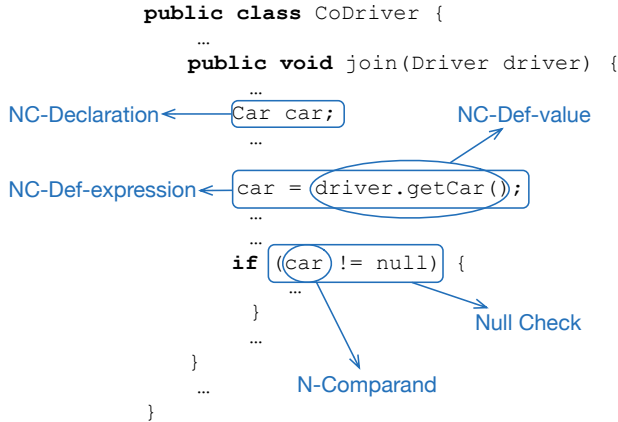 public class CoDriver {
…
public void join(Driver driver) {
…
NC-Declaration Car car; NC-Def-value
…
NC-Def-expression car = driver.getCar();
…
…
if (car != null) {
…
}
Null Check
…
}
N-Comparand
…
}